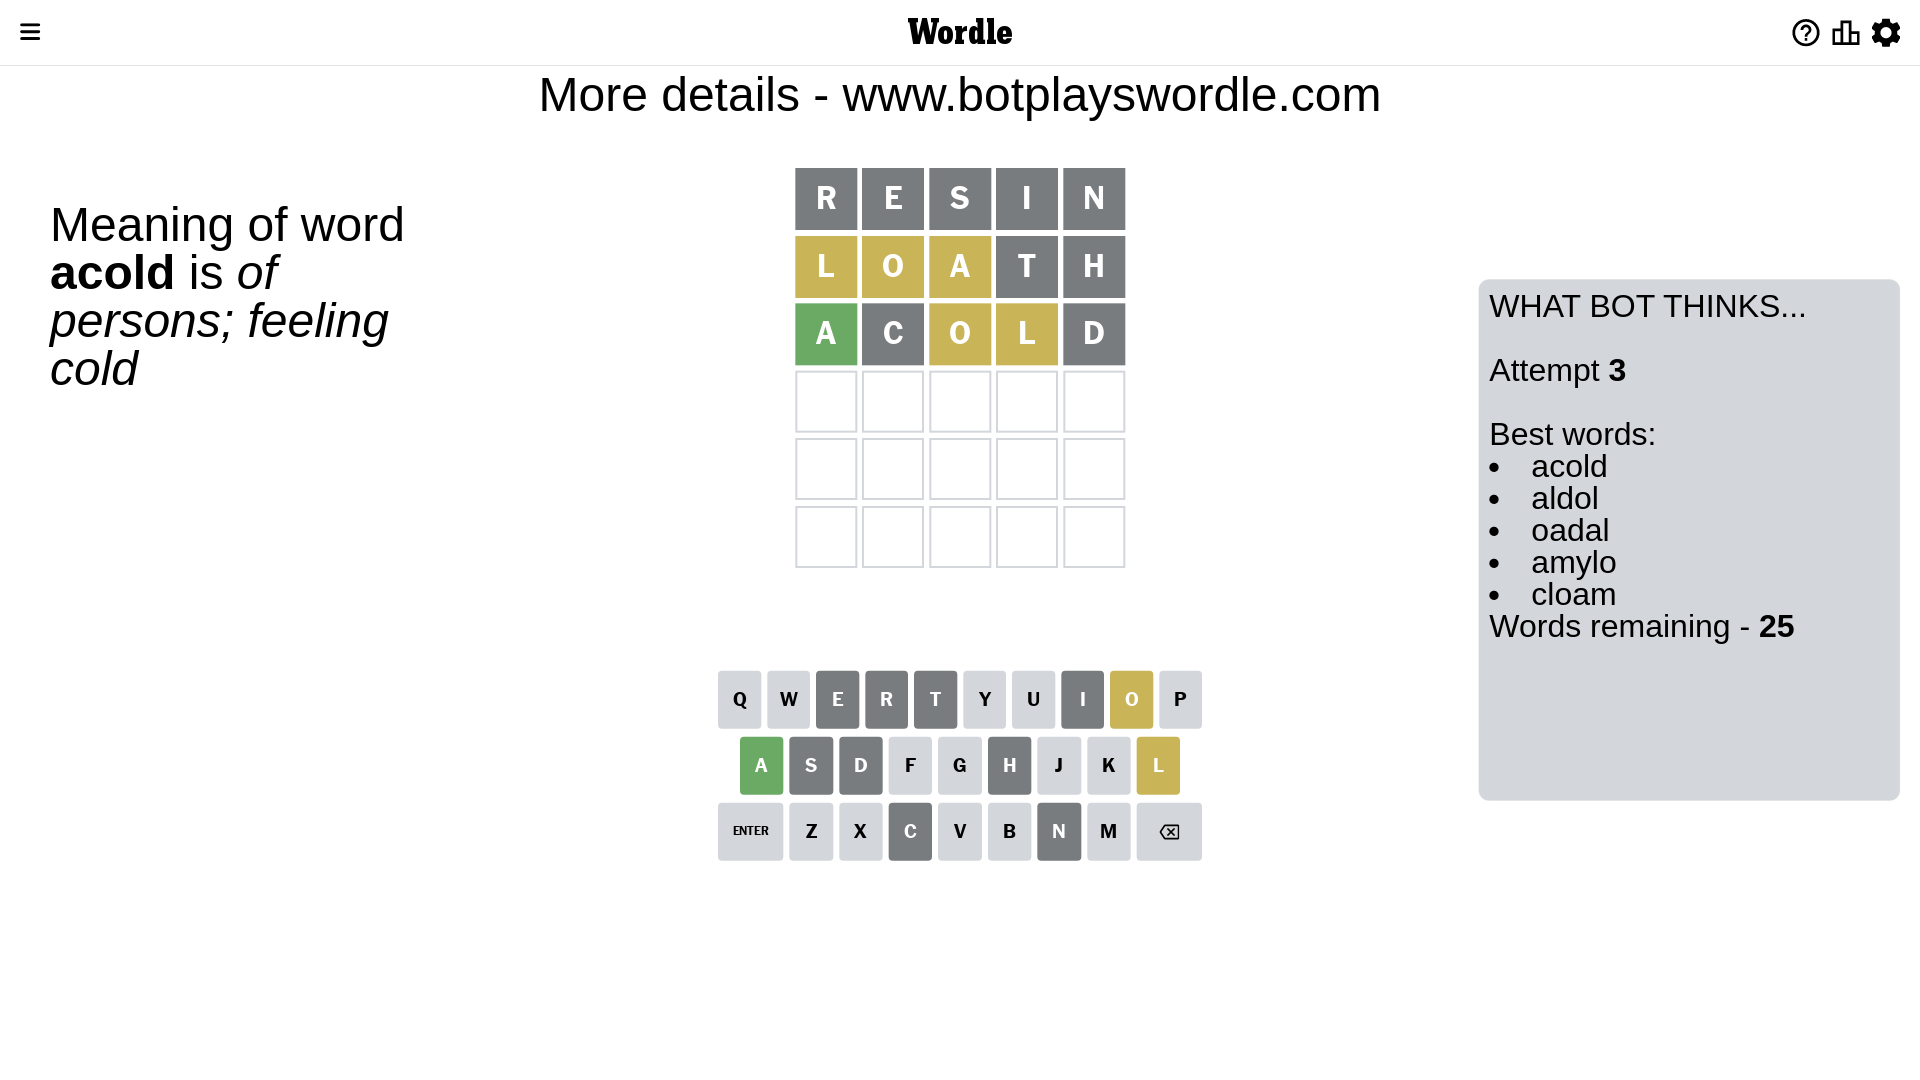 Wordle
More details - www.botplayswordle.com
Meaning of word
acold is of
persons; feeling
cold
R E S I N
L O A T H
A C O L D
WHAT BOT THINKS...
Attempt 3
Best words:
• acold
• aldol
• oadal
• amylo
• cloam
Words remaining - 25
Q W E R T Y U I O P
A S D F G H J K L
ENTER Z X C V B N M